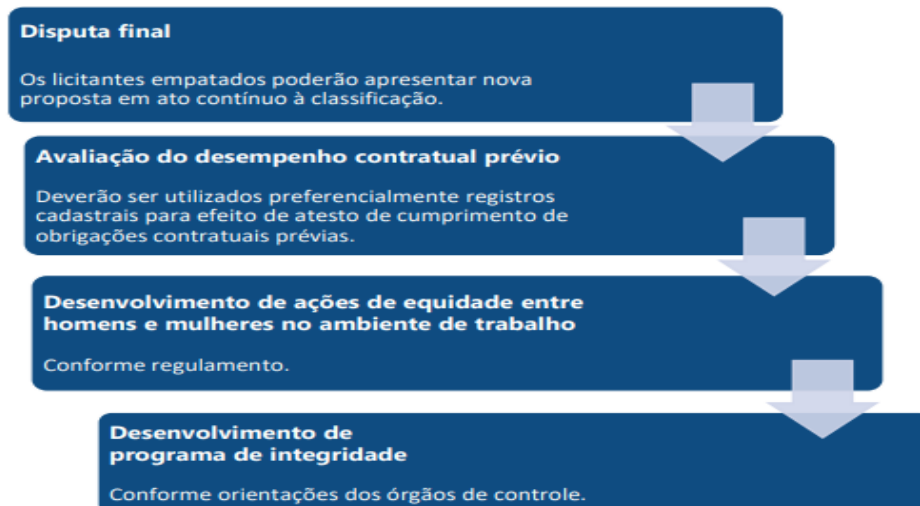 Disputa final
Os licitantes empatados poderão apresentar nova
proposta em ato contínuo à classificação.
Avaliação do desempenho contratual prévio
Deverão ser utilizados preferencialmente registros
cadastrais para efeito de atesto de cumprimento de
obrigações contratuais prévias.
Desenvolvimento de ações de equidade entre
homens e mulheres no ambiente de trabalho
Conforme regulamento.
Desenvolvimento de
programa de integridade
Conforme orientações dos órgãos de controle.